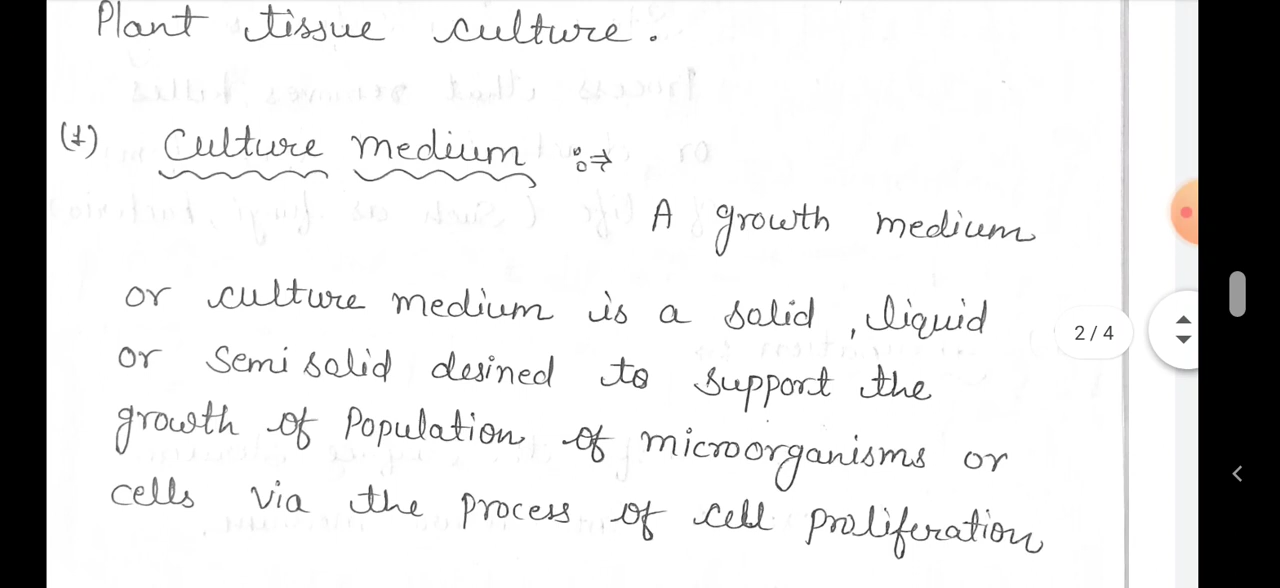 Plant tissue culture.
(7) Culture medium :⇒
A growth medium
or culture medium is a solid, liquid
or semi solid desined to support the
growth of Population of microorganisms or
cells via the process of cell proliferation
2/4